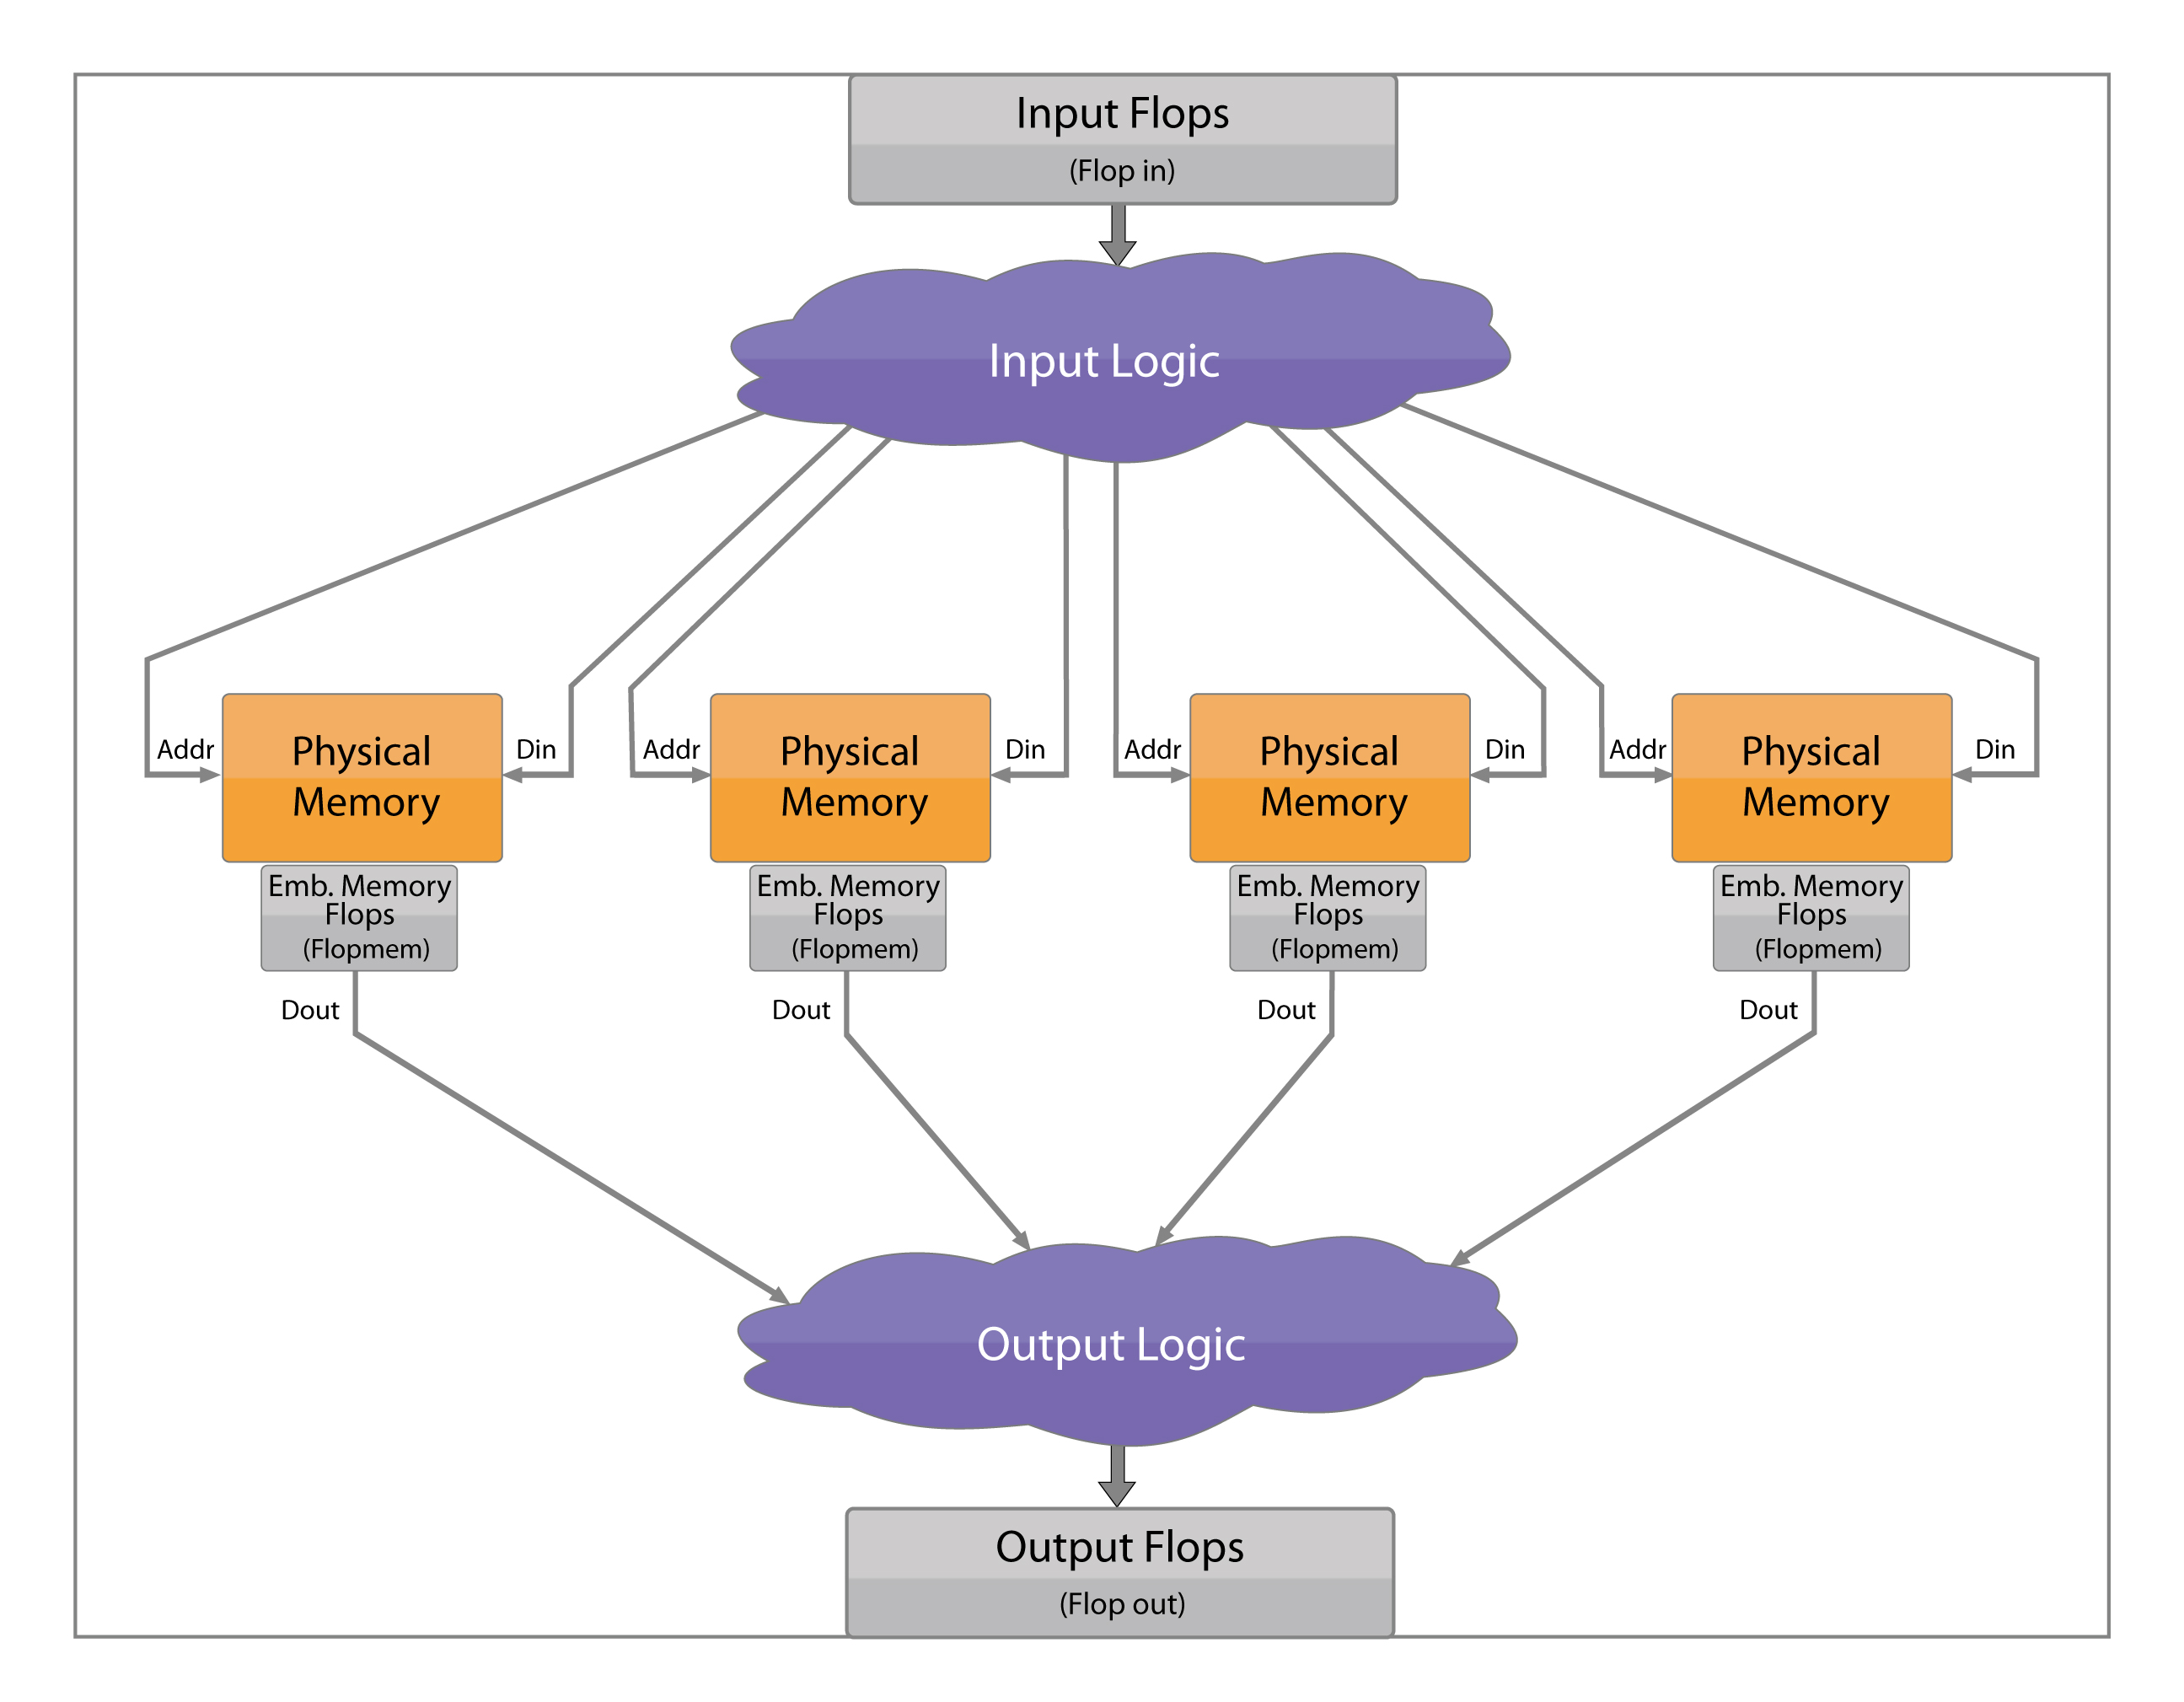 Input Flops
(Flop in)
Input Logic
Addr
Physical
Memory
Din
Addr
Physical
Memory
Din
Addr
Physical
Memory
Din
Addr
Physical
Memory
Din
Emb. Memory
Flops
(Flopmem)
Emb. Memory
Flops
(Flopmem)
Emb. Memory
Flops
(Flopmem)
Emb. Memory
Flops
(Flopmem)
Dout
Dout
Dout
Dout
Output Logic
Output Flops
(Flop out)